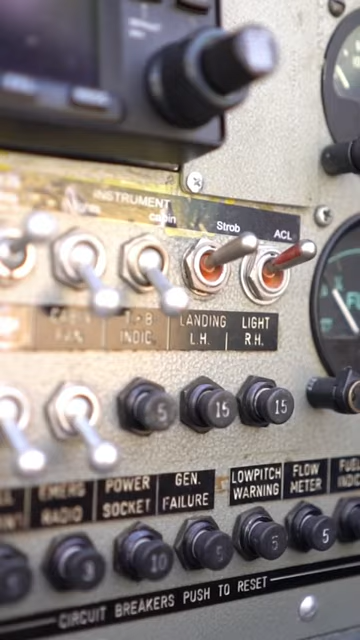 INSTRUMENT
cabin
Strob ACL
LANDING LIGHT
L.H. R.H.
INDIC.
5 15 15
POWER GEN. LOWPITCH FLOW
SOCKET FAILURE WARNING METER
EMERG
RADIO
3 10 5 5 5
CIRCUIT BREAKERS PUSH TO RESET